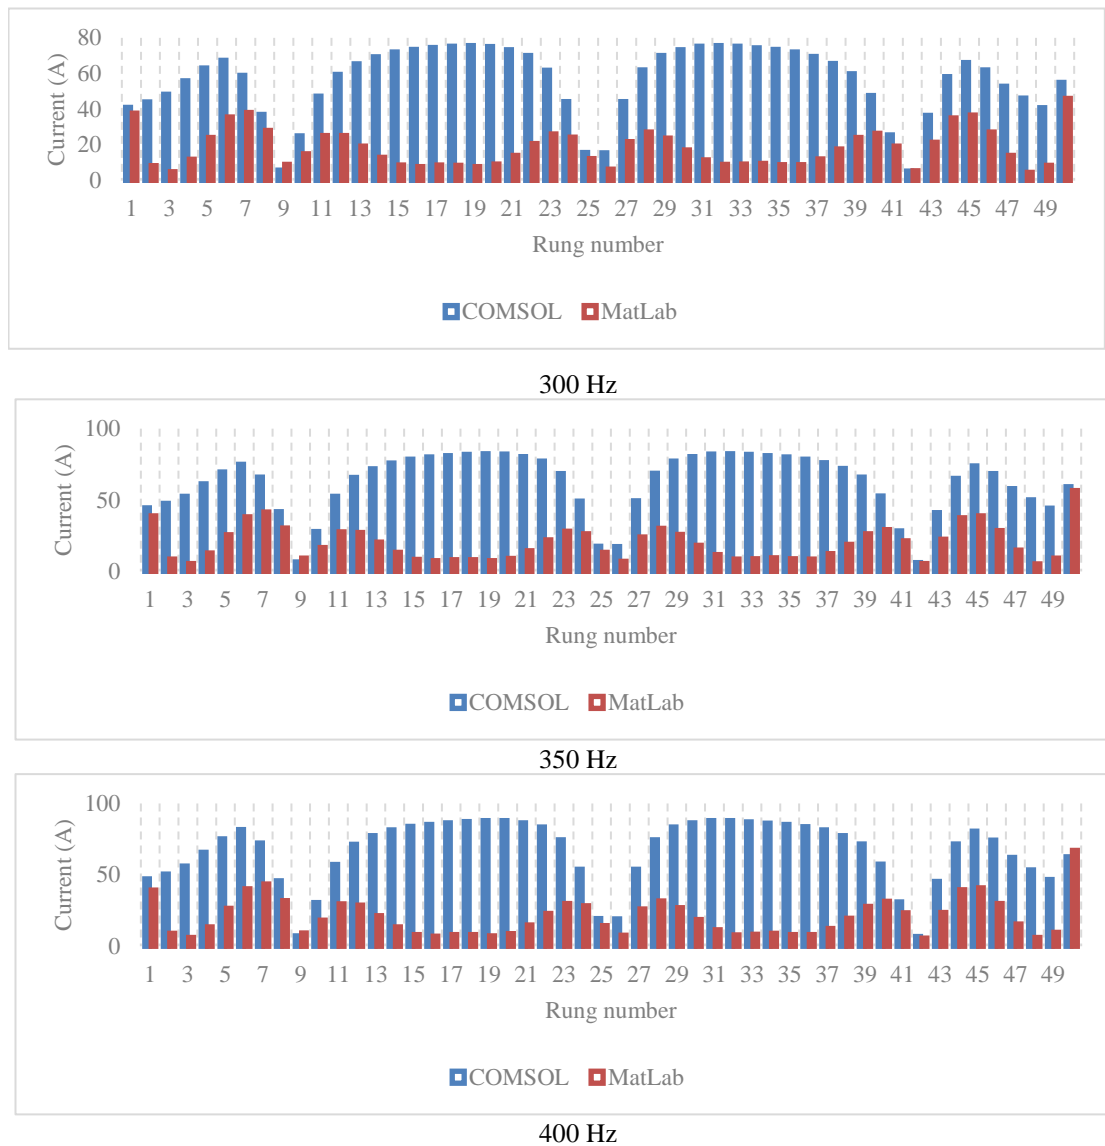 80
60
40
20
0
Current (A)
1 3 5 7 9 11 13 15 17 19 21 23 25 27 29 31 33 35 37 39 41 43 45 47 49
Rung number
COMSOL MatLab
300 Hz
100
50
0
Current (A)
1 3 5 7 9 11 13 15 17 19 21 23 25 27 29 31 33 35 37 39 41 43 45 47 49
Rung number
COMSOL MatLab
350 Hz
100
50
0
Current (A)
1 3 5 7 9 11 13 15 17 19 21 23 25 27 29 31 33 35 37 39 41 43 45 47 49
Rung number
COMSOL MatLab
400 Hz